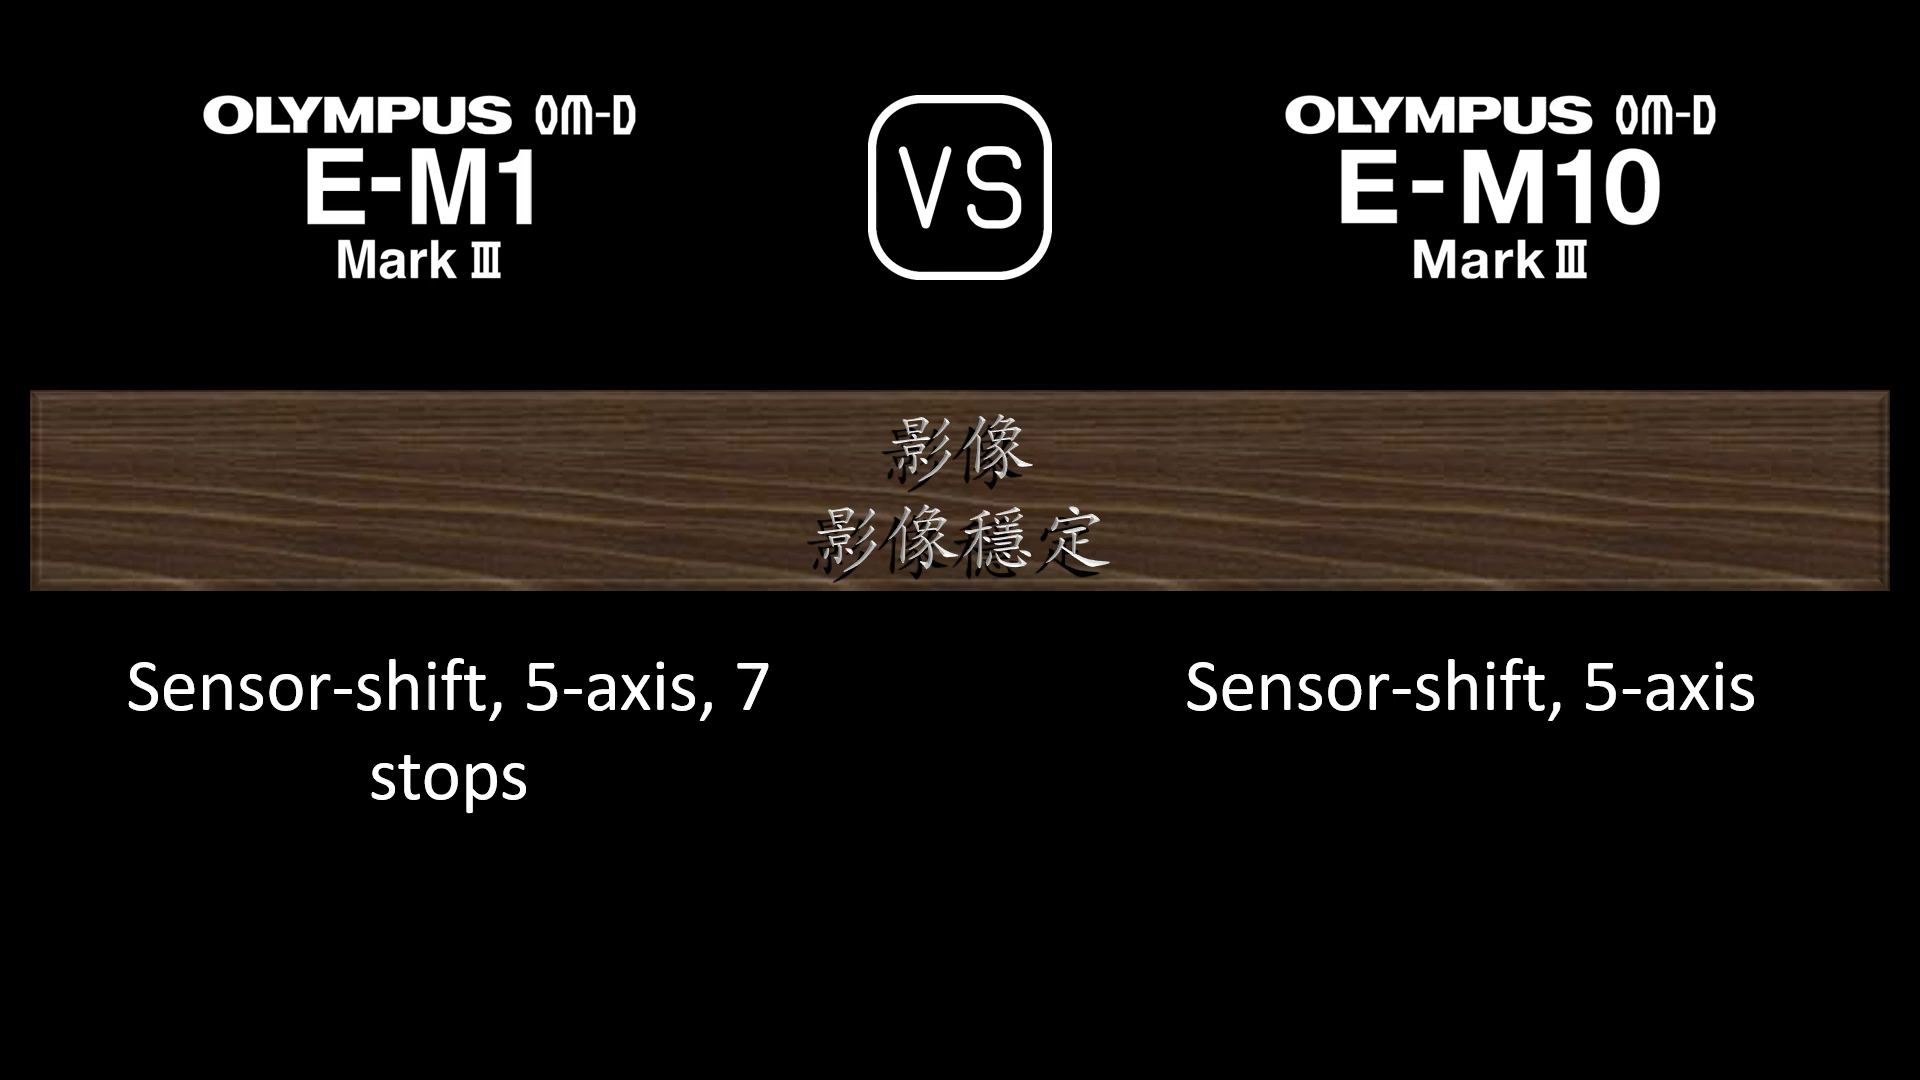 OLYMPUS OM-D
E-M1
Mark III
VS
OLYMPUS OM-D
E-M10
Mark III
影像
影像穩定
Sensor-shift, 5-axis, 7
stops
Sensor-shift, 5-axis